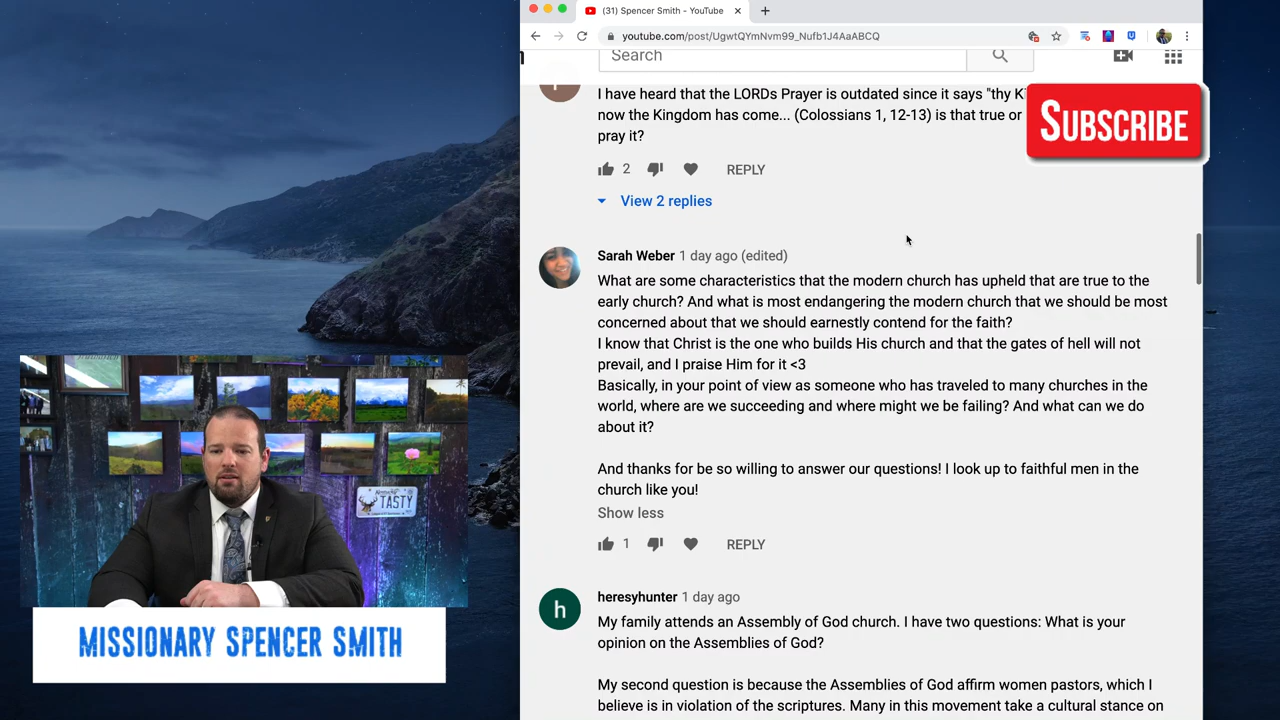 (31) Spencer Smith - YouTube
youtube.com/post/UgwtQYmNvm99_Nufb1J4AaABCQ
Search
I have heard that the LORDs Prayer is outdated since it says "thy K
now the Kingdom has come... (Colossians 1, 12-13) is that true or
pray it?
SUBSCRIBE
2
REPLY
View 2 replies
Sarah Weber 1 day ago (edited)
What are some characteristics that the modern church has upheld that are true to the
early church? And what is most endangering the modern church that we should be most
concerned about that we should earnestly contend for the faith?
I know that Christ is the one who builds His church and that the gates of hell will not
prevail, and I praise Him for it <3
Basically, in your point of view as someone who has traveled to many churches in the
world, where are we succeeding and where might we be failing? And what can we do
about it?
And thanks for be so willing to answer our questions! I look up to faithful men in the
church like you!
Show less
1
REPLY
h
heresyhunter 1 day ago
My family attends an Assembly of God church. I have two questions: What is your
opinion on the Assemblies of God?
My second question is because the Assemblies of God affirm women pastors, which I
believe is in violation of the scriptures. Many in this movement take a cultural stance on
TASTY
MISSIONARY SPENCER SMITH